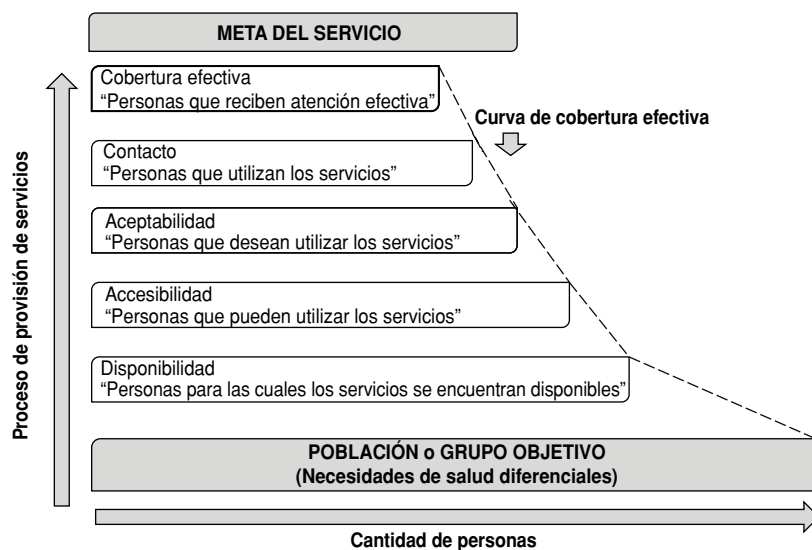 META DEL SERVICIO
Cobertura efectiva
“Personas que reciben atención efectiva”
Curva de cobertura efectiva
Contacto
“Personas que utilizan los servicios”
Aceptabilidad
“Personas que desean utilizar los servicios”
Accesibilidad
“Personas que pueden utilizar los servicios”
Disponibilidad
“Personas para las cuales los servicios se encuentran disponibles”
POBLACIÓN o GRUPO OBJETIVO
(Necesidades de salud diferenciales)
Proceso de provisión de servicios
Cantidad de personas